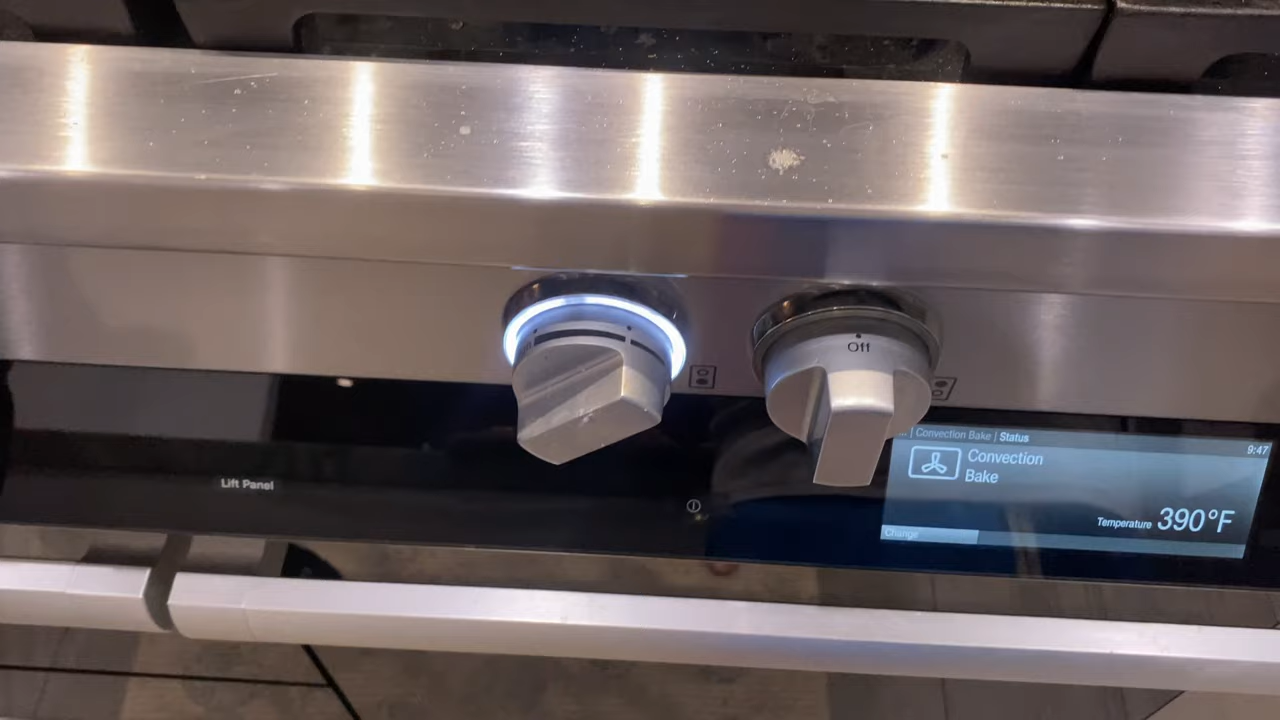 Off
Convection Bake | Status
9:47
Convection
Bake
Temperature 390°F
Change
Lift Panel